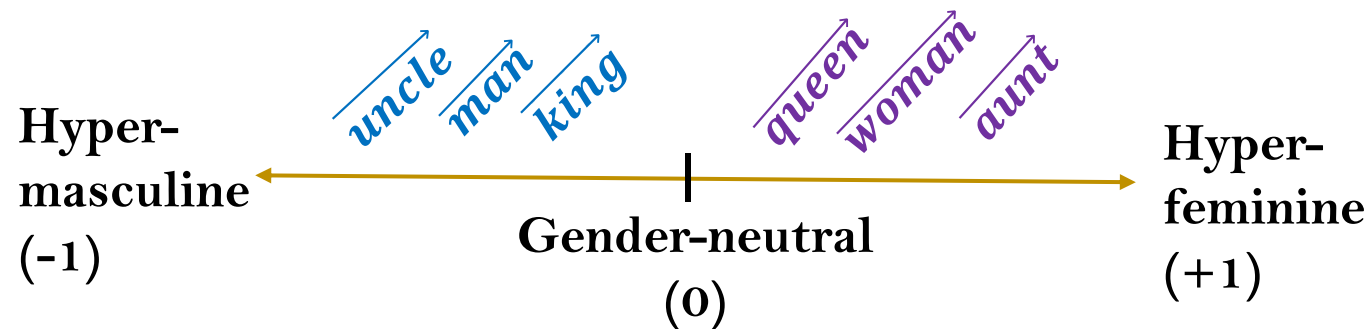 uncle
man
king
queen
woman
aunt
Hyper-
masculine
(-1)
Gender-neutral
(0)
Hyper-
feminine
(+1)